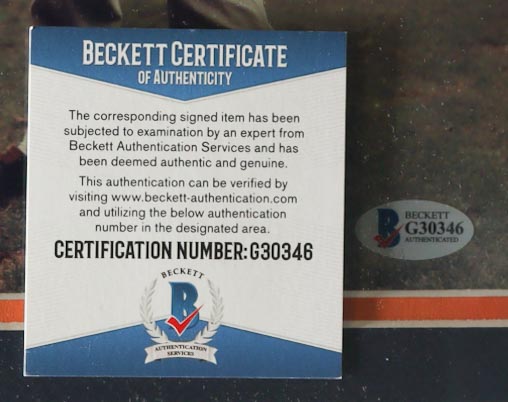 BECKETT CERTIFICATE
OF AUTHENTICITY
The corresponding signed item has been
subjected to examination by an expert from
Beckett Authentication Services and has
been deemed authentic and genuine.
This authentication can be verified by
visiting www.beckett-authentication.com
and utilizing the below authentication
number in the designated area.
CERTIFICATION NUMBER:G30346
BECKETT
B
AUTHENTICATION
SERVICES
B
BECKETT
G30346
AUTHENTICATED